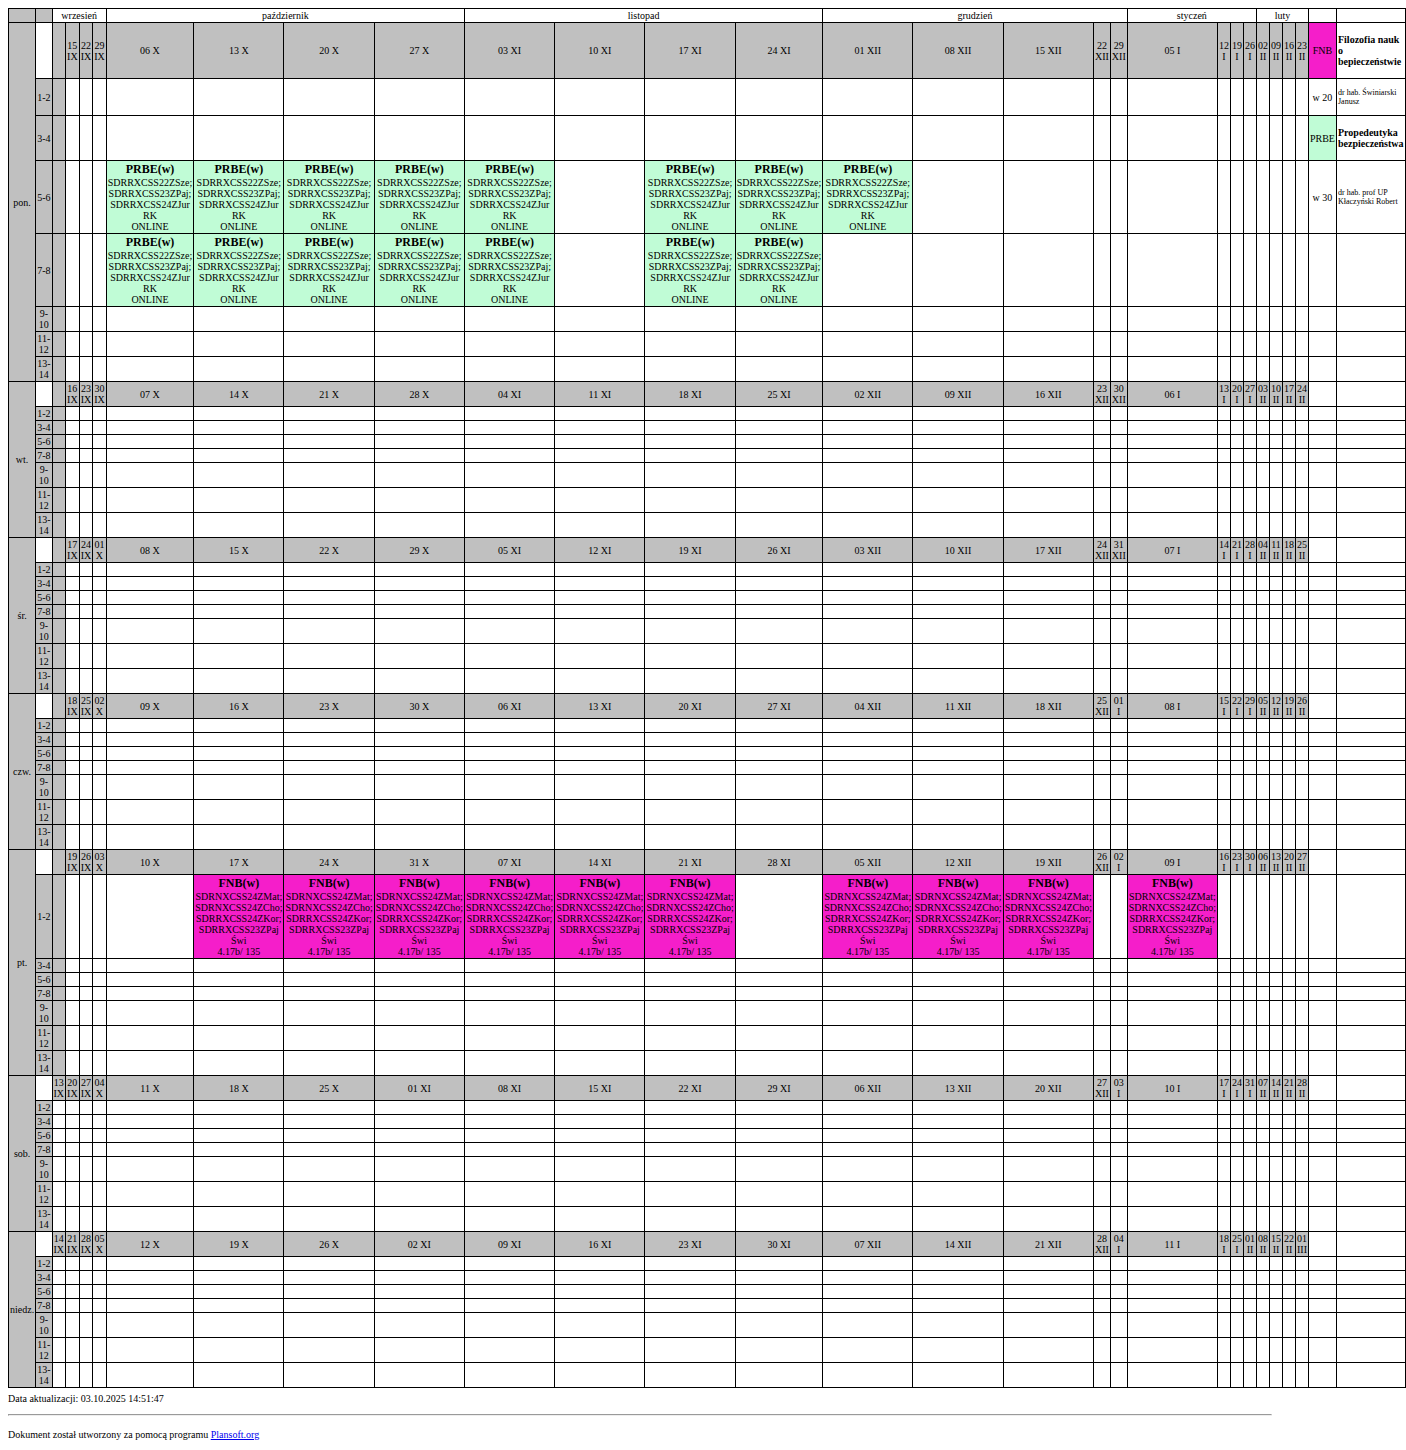 wrzesień październik listopad grudzień styczeń luty
pon. 15 IX 22 IX 29 IX 06 X 13 X 20 X 27 X 03 XI 10 XI 17 XI 24 XI 01 XII 08 XII 15 XII 22 XII 29 XII 05 I 12 I 19 I 26 I 02 II 09 II 16 II 23 II FNB Filozofia nauk o bepieczeństwie
1-2 w 20 dr hab. Świniarski Janusz
3-4 PRBE Propedeutyka bezpieczeństwa
5-6 w 30 dr hab. prof UP Kłaczyński Robert
PRBE(w) PRBE(w) PRBE(w) PRBE(w) PRBE(w) PRBE(w) PRBE(w) PRBE(w)
SDRRXCSS22ZSze; SDRRXCSS22ZSze; SDRRXCSS22ZSze; SDRRXCSS22ZSze; SDRRXCSS22ZSze; SDRRXCSS22ZSze; SDRRXCSS22ZSze; SDRRXCSS22ZSze;
SDRRXCSS23ZPaj; SDRRXCSS23ZPaj; SDRRXCSS23ZPaj; SDRRXCSS23ZPaj; SDRRXCSS23ZPaj; SDRRXCSS23ZPaj; SDRRXCSS23ZPaj; SDRRXCSS23ZPaj;
SDRRXCSS24ZJur SDRRXCSS24ZJur SDRRXCSS24ZJur SDRRXCSS24ZJur SDRRXCSS24ZJur SDRRXCSS24ZJur SDRRXCSS24ZJur SDRRXCSS24ZJur
RK RK RK RK RK RK RK RK
ONLINE ONLINE ONLINE ONLINE ONLINE ONLINE ONLINE ONLINE
7-8
PRBE(w) PRBE(w) PRBE(w) PRBE(w) PRBE(w) PRBE(w) PRBE(w)
SDRRXCSS22ZSze; SDRRXCSS22ZSze; SDRRXCSS22ZSze; SDRRXCSS22ZSze; SDRRXCSS22ZSze; SDRRXCSS22ZSze; SDRRXCSS22ZSze;
SDRRXCSS23ZPaj; SDRRXCSS23ZPaj; SDRRXCSS23ZPaj; SDRRXCSS23ZPaj; SDRRXCSS23ZPaj; SDRRXCSS23ZPaj; SDRRXCSS23ZPaj;
SDRRXCSS24ZJur SDRRXCSS24ZJur SDRRXCSS24ZJur SDRRXCSS24ZJur SDRRXCSS24ZJur SDRRXCSS24ZJur SDRRXCSS24ZJur
RK RK RK RK RK RK RK
ONLINE ONLINE ONLINE ONLINE ONLINE ONLINE ONLINE
9-10
11-12
13-14
wt. 16 IX 23 IX 30 IX 07 X 14 X 21 X 28 X 04 XI 11 XI 18 XI 25 XI 02 XII 09 XII 16 XII 23 XII 30 XII 06 I 13 I 20 I 27 I 03 II 10 II 17 II 24 II
1-2
3-4
5-6
7-8
9-10
11-12
13-14
śr. 17 IX 24 IX 01 X 08 X 15 X 22 X 29 X 05 XI 12 XI 19 XI 26 XI 03 XII 10 XII 17 XII 24 XII 31 XII 07 I 14 I 21 I 28 I 04 II 11 II 18 II 25 II
1-2
3-4
5-6
7-8
9-10
11-12
13-14
czw. 18 IX 25 IX 02 X 09 X 16 X 23 X 30 X 06 XI 13 XI 20 XI 27 XI 04 XII 11 XII 18 XII 25 XII 01 I 08 I 15 I 22 I 29 I 05 II 12 II 19 II 26 II
1-2
3-4
5-6
7-8
9-10
11-12
13-14
pt. 19 IX 26 IX 03 X 10 X 17 X 24 X 31 X 07 XI 14 XI 21 XI 28 XI 05 XII 12 XII 19 XII 26 XII 02 I 09 I 16 I 23 I 30 I 06 II 13 II 20 II 27 II
1-2
FNB(w) FNB(w) FNB(w) FNB(w) FNB(w) FNB(w) FNB(w) FNB(w) FNB(w) FNB(w)
SDRNXCSS24ZMat; SDRNXCSS24ZMat; SDRNXCSS24ZMat; SDRNXCSS24ZMat; SDRNXCSS24ZMat; SDRNXCSS24ZMat; SDRNXCSS24ZMat; SDRNXCSS24ZMat; SDRNXCSS24ZMat; SDRNXCSS24ZMat;
SDRNXCSS24ZCho; SDRNXCSS24ZCho; SDRNXCSS24ZCho; SDRNXCSS24ZCho; SDRNXCSS24ZCho; SDRNXCSS24ZCho; SDRNXCSS24ZCho; SDRNXCSS24ZCho; SDRNXCSS24ZCho; SDRNXCSS24ZCho;
SDRRXCSS24ZKor; SDRRXCSS24ZKor; SDRRXCSS24ZKor; SDRRXCSS24ZKor; SDRRXCSS24ZKor; SDRRXCSS24ZKor; SDRRXCSS24ZKor; SDRRXCSS24ZKor; SDRRXCSS24ZKor; SDRRXCSS24ZKor;
SDRRXCSS23ZPaj SDRRXCSS23ZPaj SDRRXCSS23ZPaj SDRRXCSS23ZPaj SDRRXCSS23ZPaj SDRRXCSS23ZPaj SDRRXCSS23ZPaj SDRRXCSS23ZPaj SDRRXCSS23ZPaj SDRRXCSS23ZPaj
Świ Świ Świ Świ Świ Świ Świ Świ Świ Świ
4.17b/ 135 4.17b/ 135 4.17b/ 135 4.17b/ 135 4.17b/ 135 4.17b/ 135 4.17b/ 135 4.17b/ 135 4.17b/ 135 4.17b/ 135
3-4
5-6
7-8
9-10
11-12
13-14
sob. 13 IX 20 IX 27 IX 04 X 11 X 18 X 25 X 01 XI 08 XI 15 XI 22 XI 29 XI 06 XII 13 XII 20 XII 27 XII 03 I 10 I 17 I 24 I 31 I 07 II 14 II 21 II 28 II
1-2
3-4
5-6
7-8
9-10
11-12
13-14
niedz. 14 IX 21 IX 28 IX 05 X 12 X 19 X 26 X 02 XI 09 XI 16 XI 23 XI 30 XI 07 XII 14 XII 21 XII 28 XII 04 I 11 I 18 I 25 I 01 II 08 II 15 II 22 II 01 III
1-2
3-4
5-6
7-8
9-10
11-12
13-14
Data aktualizacji: 03.10.2025 14:51:47
Dokument został utworzony za pomocą programu Plansoft.org